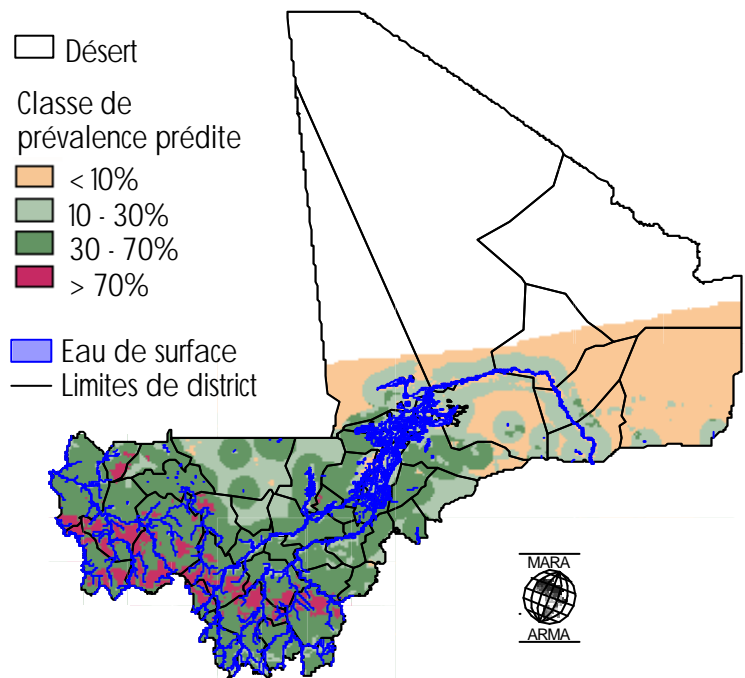 Désert
Classe de
prévalence prédite
< 10%
10 - 30%
30 - 70%
> 70%
Eau de surface
Limites de district
MARA
ARMA